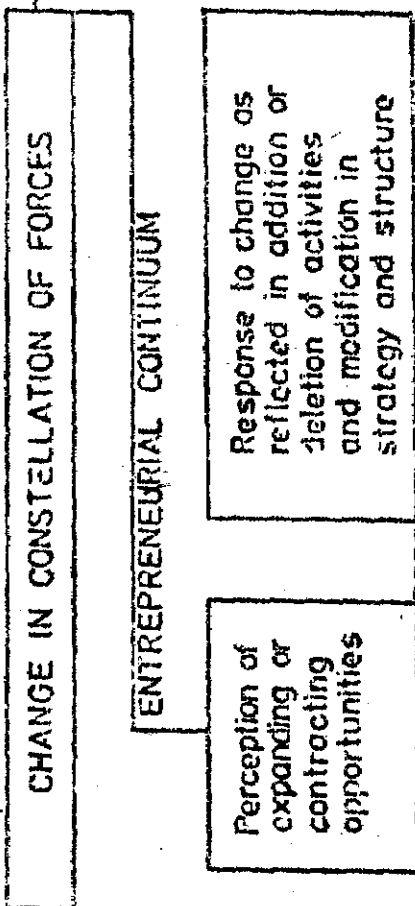 CHANGE IN CONSTELLATION OF FORCES
ENTREPRENEURIAL CONTINUUM
Perception of
expanding or
contracting
opportunities
Response to change as
reflected in addition or
deletion of activities
and modification in
strategy and structure